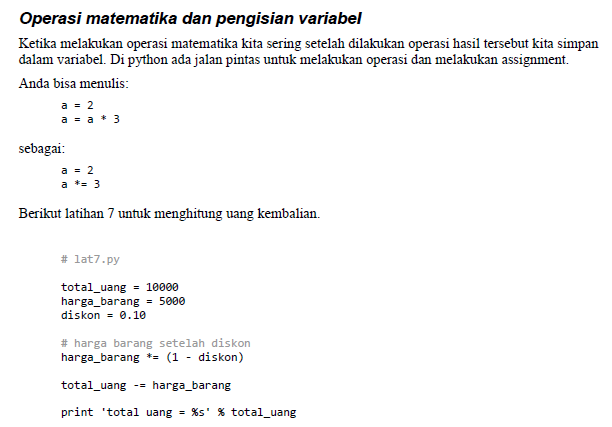 Operasi matematika dan pengisian variabel
Ketika melakukan operasi matematika kita sering setelah dilakukan operasi hasil tersebut kita simpan
dalam variabel. Di python ada jalan pintas untuk melakukan operasi dan melakukan assignment.
Anda bisa menulis:
a = 2
a = a * 3
sebagai:
a = 2
a *= 3
Berikut latihan 7 untuk menghitung uang kembalian.
# lat7.py
total_uang = 10000
harga_barang = 5000
diskon = 0.10
# harga barang setelah diskon
harga_barang *= (1 - diskon)
total_uang -= harga_barang
print 'total uang = %s' % total_uang